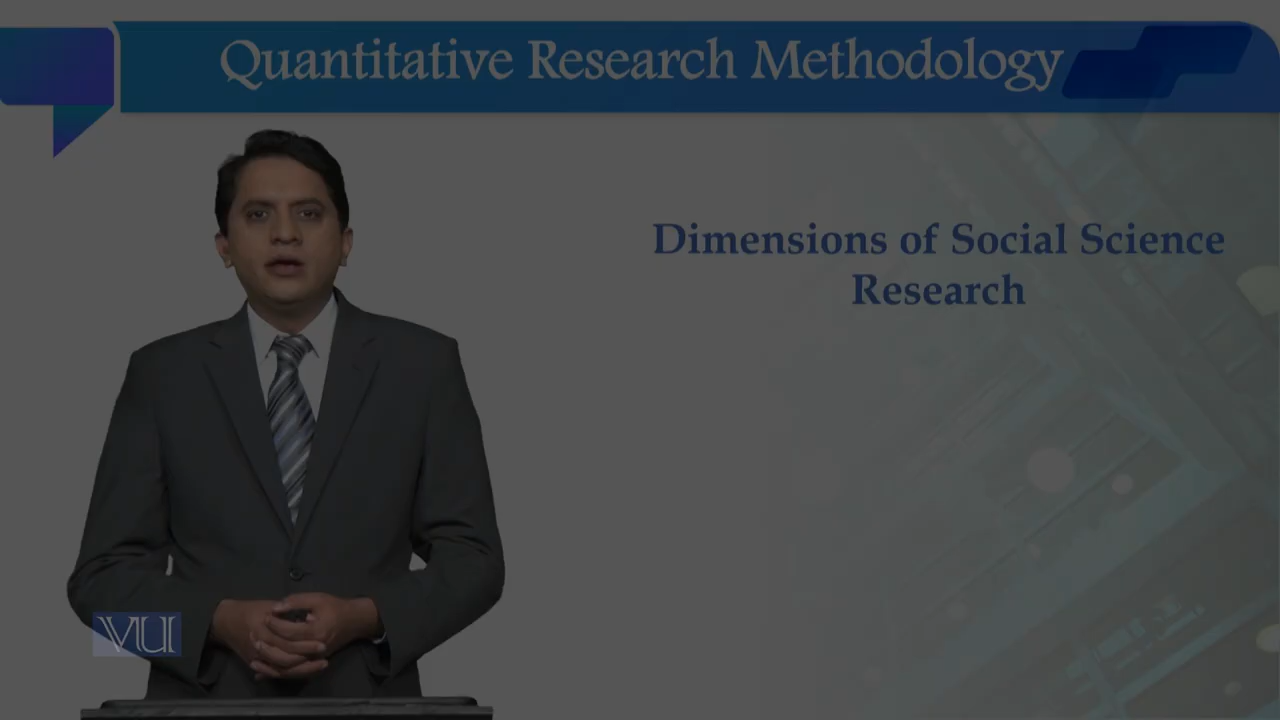 Quantitative Research Methodology
Dimensions of Social Science
Research
VU